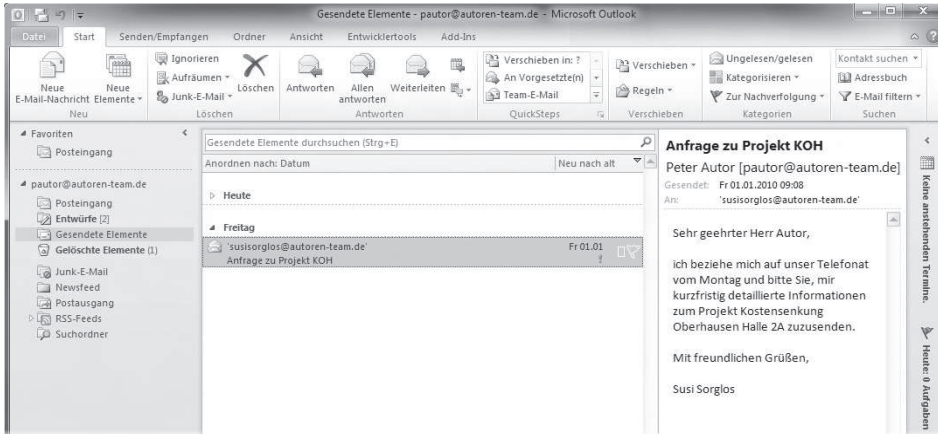 Gesendete Elemente - pautor@autoren-team.de - Microsoft Outlook
Datei Start Senden/Empfangen Ordner Ansicht Entwicklertools Add-Ins
Neue E-Mail-Nachricht
Neue Elemente
Neu
Ignorieren
Aufräumen
Junk-E-Mail
Löschen
Löschen
Antworten
Allen antworten
Weiterleiten
Antworten
Verschieben in: ?
An Vorgesetzte(n)
Team-E-Mail
QuickSteps
Verschieben
Regeln
Verschieben
Ungelesen/gelesen
Kategorisieren
Zur Nachverfolgung
Kategorien
Kontakt suchen
Adressbuch
E-Mail filtern
Suchen
Favoriten
Posteingang
pautor@autoren-team.de
Posteingang
Entwürfe [2]
Gesendete Elemente
Gelöschte Elemente (1)
Junk-E-Mail
Newsfeed
Postausgang
RSS-Feeds
Suchordner
Gesendete Elemente durchsuchen (Strg+E)
Anordnen nach: Datum Neu nach alt
Heute
Freitag
'susisorglos@autoren-team.de' Fr 01.01
Anfrage zu Projekt KOH !
Anfrage zu Projekt KOH
Peter Autor [pautor@autoren-team.de]
Gesendet: Fr 01.01.2010 09:08
An: 'susisorglos@autoren-team.de'
Sehr geehrter Herr Autor,
ich beziehe mich auf unser Telefonat
vom Montag und bitte Sie, mir
kurzfristig detaillierte Informationen
zum Projekt Kostensenkung
Oberhausen Halle 2A zuzusenden.
Mit freundlichen Grüßen,
Susi Sorglos
Keine anstehenden Termine.
Heute: 0 Aufgaben